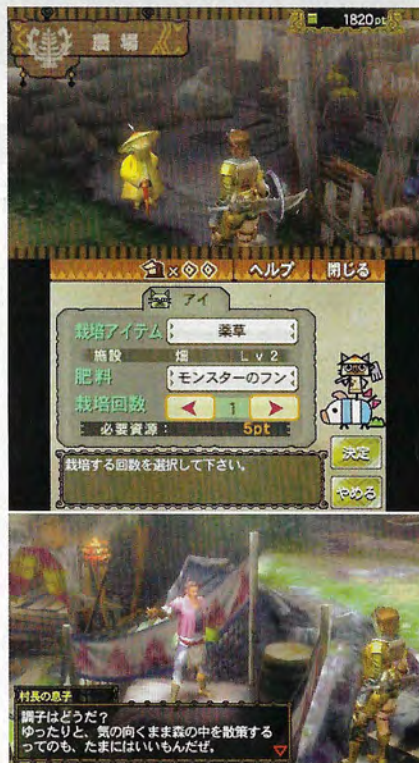 1820pt
農場
×◇◇ ヘルプ 閉じる
アイ
栽培アイテム 薬草
施設 畑 Lv2
肥料 モンスターのフン
栽培回数 1
必要資源： 5pt
栽培する回数を選択して下さい。
決定
やめる
村長の息子
調子はどうだ？
ゆったりと、気の向くまま森の中を散策する
ってのも、たまにはいいもんだぜ。